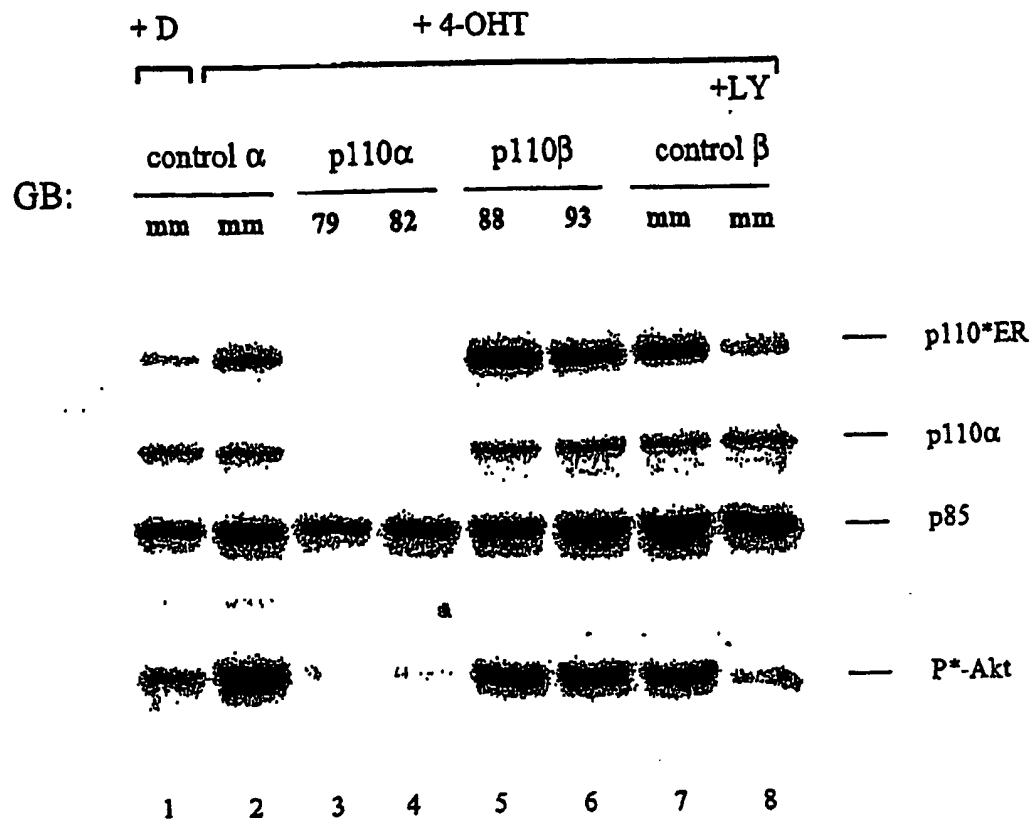 + D + 4-OHT
+LY
control α p110α p110β control β
GB:
mm mm 79 82 88 93 mm mm
p110*ER
p110α
p85
P*-Akt
1 2 3 4 5 6 7 8